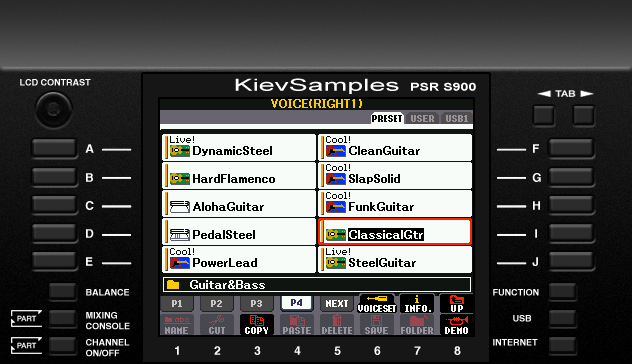 KievSamples PSR S900
LCD CONTRAST
VOICE(RIGHT1)
TAB
PRESET USER USB1
A
Live!
DynamicSteel
Cool!
CleanGuitar
F
B
HardFlamenco
Cool!
SlapSolid
G
C
AlohaGuitar
Cool!
FunkGuitar
H
D
PedalSteel
ClassicalGtr
I
E
Cool!
PowerLead
Live!
SteelGuitar
J
BALANCE
Guitar&Bass
FUNCTION
P1 P2 P3 P4 NEXT VOICESET INFO. UP
PART
MIXING
CONSOLE
USB
NAME CUT COPY PASTE DELETE SAVE FOLDER DEMO
PART
CHANNEL
ON/OFF
INTERNET
1 2 3 4 5 6 7 8